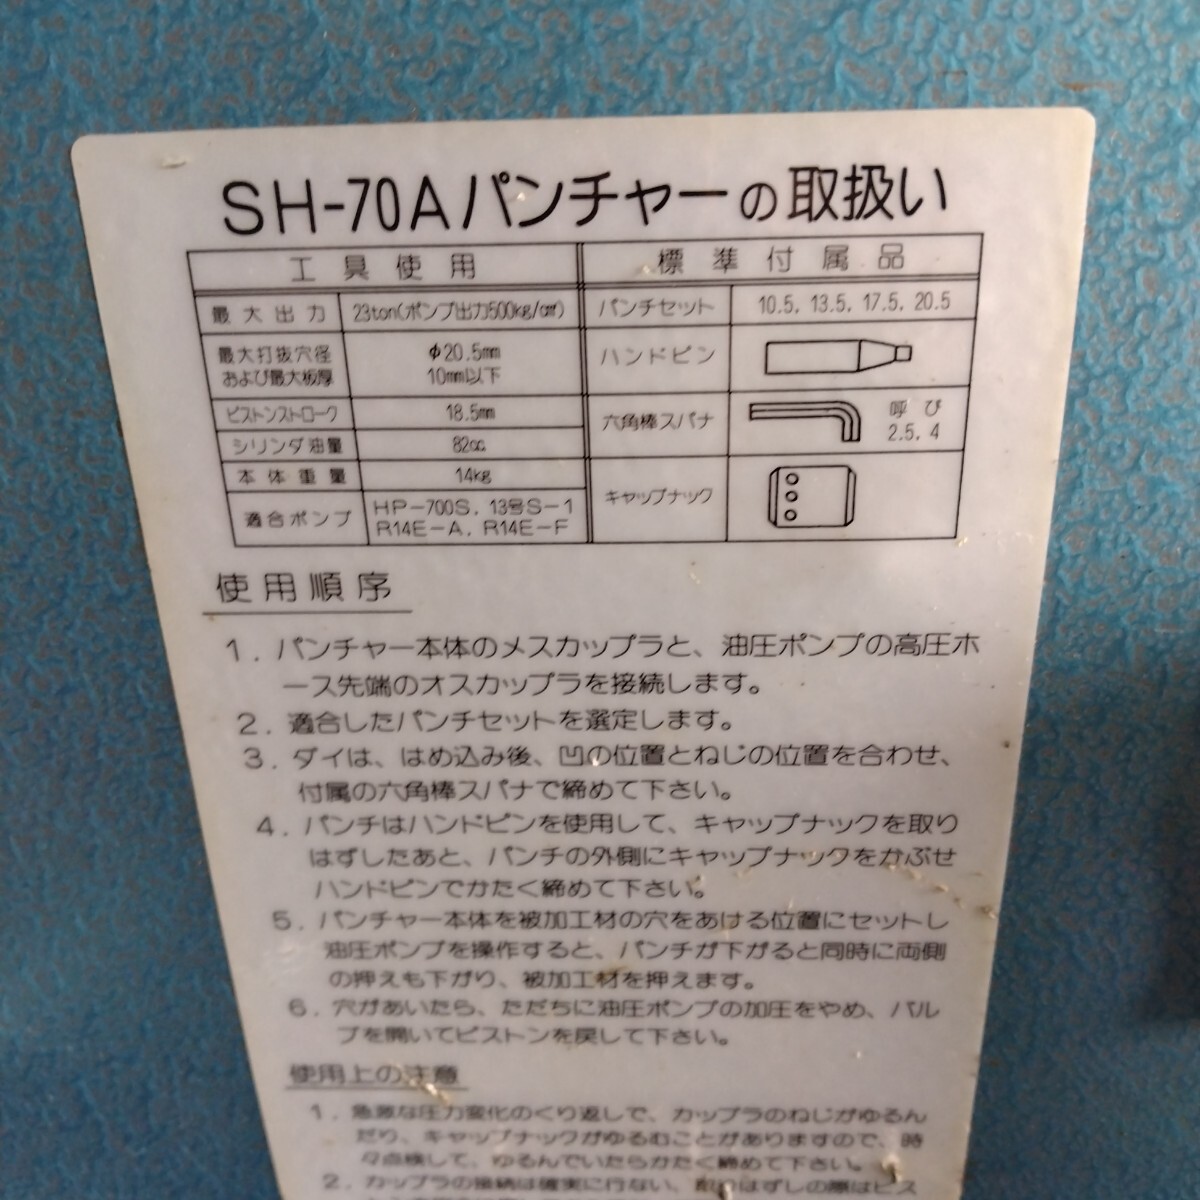 SH-70Aパンチャーの取扱い
工具使用 標準付属品
最大出力 23ton(ポンプ出力500kg/c㎡) パンチセット 10.5, 13.5, 17.5, 20.5
最大打抜穴径 φ20.5mm ハンドピン
および最大板厚 10mm以下
ピストンストローク 18.5mm 六角棒スパナ 呼び
シリンダ油量 82cc 2.5, 4
本体重量 14kg キャップナック
適合ポンプ HP-700S, 13号S-1
R14E-A, R14E-F
使用順序
1. パンチャー本体のメスカップラと、油圧ポンプの高圧ホ
ース先端のオスカップラを接続します。
2. 適合したパンチセットを選定します。
3. ダイは、はめ込み後、凹の位置とねじの位置を合わせ、
付属の六角棒スパナで締めて下さい。
4. パンチはハンドピンを使用して、キャップナックを取り
はずしたあと、パンチの外側にキャップナックをかぶせ
ハンドピンでかたく締めて下さい。
5. パンチャー本体を被加工材の穴をあける位置にセットし
油圧ポンプを操作すると、パンチが下がると同時に両側
の押えも下がり、被加工材を押えます。
6. 穴があいたら、ただちに油圧ポンプの加圧をやめ、バル
ブを開いてピストンを戻して下さい。
使用上の注意
1. 急激な圧力変化のくり返しで、カップラのねじがゆるん
だり、キャップナックがゆるむことがありますので、時
々点検して、ゆるんでいたらかたく締めて下さい。
2. カップラの接続は確実に行ない、取りはずしの際はピス